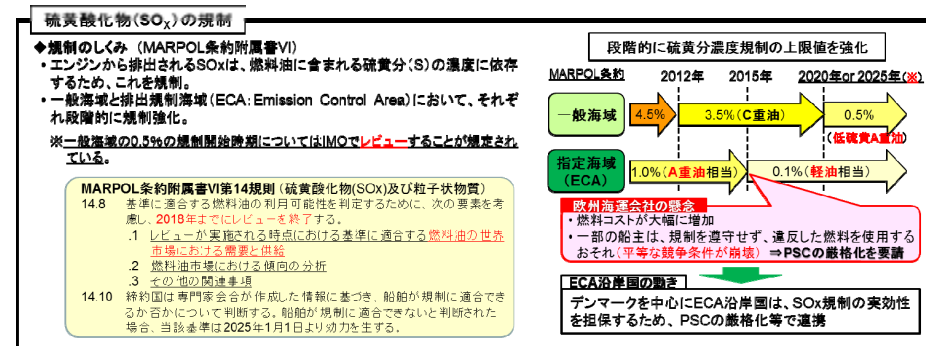 硫黄酸化物(SOX)の規制
◆規制のしくみ (MARPOL条約附属書VI)
・エンジンから排出されるSOxは、燃料油に含まれる硫黄分(S)の濃度に依存
するため、これを規制。
・一般海域と排出規制海域(ECA:Emission Control Area)において、それぞ
れ段階的に規制強化。
※一般海域の0.5%の規制開始時期についてはIMOでレビューすることが規定され
ている。
MARPOL条約附属書VI第14規則 (硫黄酸化物(SOx)及び粒子状物質)
14.8 基準に適合する燃料油の利用可能性を判定するために、次の要素を考
慮し、2018年までにレビューを終了する。
.1 レビューが実施される時点における基準に適合する燃料油の世界
市場における需要と供給
.2 燃料油市場における傾向の分析
.3 その他の関連事項
14.10 締約国は専門家会合が作成した情報に基づき、船舶が規制に適合でき
るか否かについて判断する。船舶が規制に適合できないと判断された
場合、当該基準は2025年1月1日より効力を生ずる。
段階的に硫黄分濃度規制の上限値を強化
MARPOL条約 2012年 2015年 2020年or 2025年(※)
一般海域 4.5% 3.5%(C重油) 0.5%
(低硫黄A重油)
指定海域
(ECA)
1.0%(A重油相当) 0.1%(軽油相当)
欧州海運会社の懸念
・燃料コストが大幅に増加
・一部の船主は、規制を遵守せず、違反した燃料を使用する
おそれ(平等な競争条件が崩壊) ⇒PSCの厳格化を要請
ECA沿岸国の動き
デンマークを中心にECA沿岸国は、SOx規制の実効性
を担保するため、PSCの厳格化等で連携